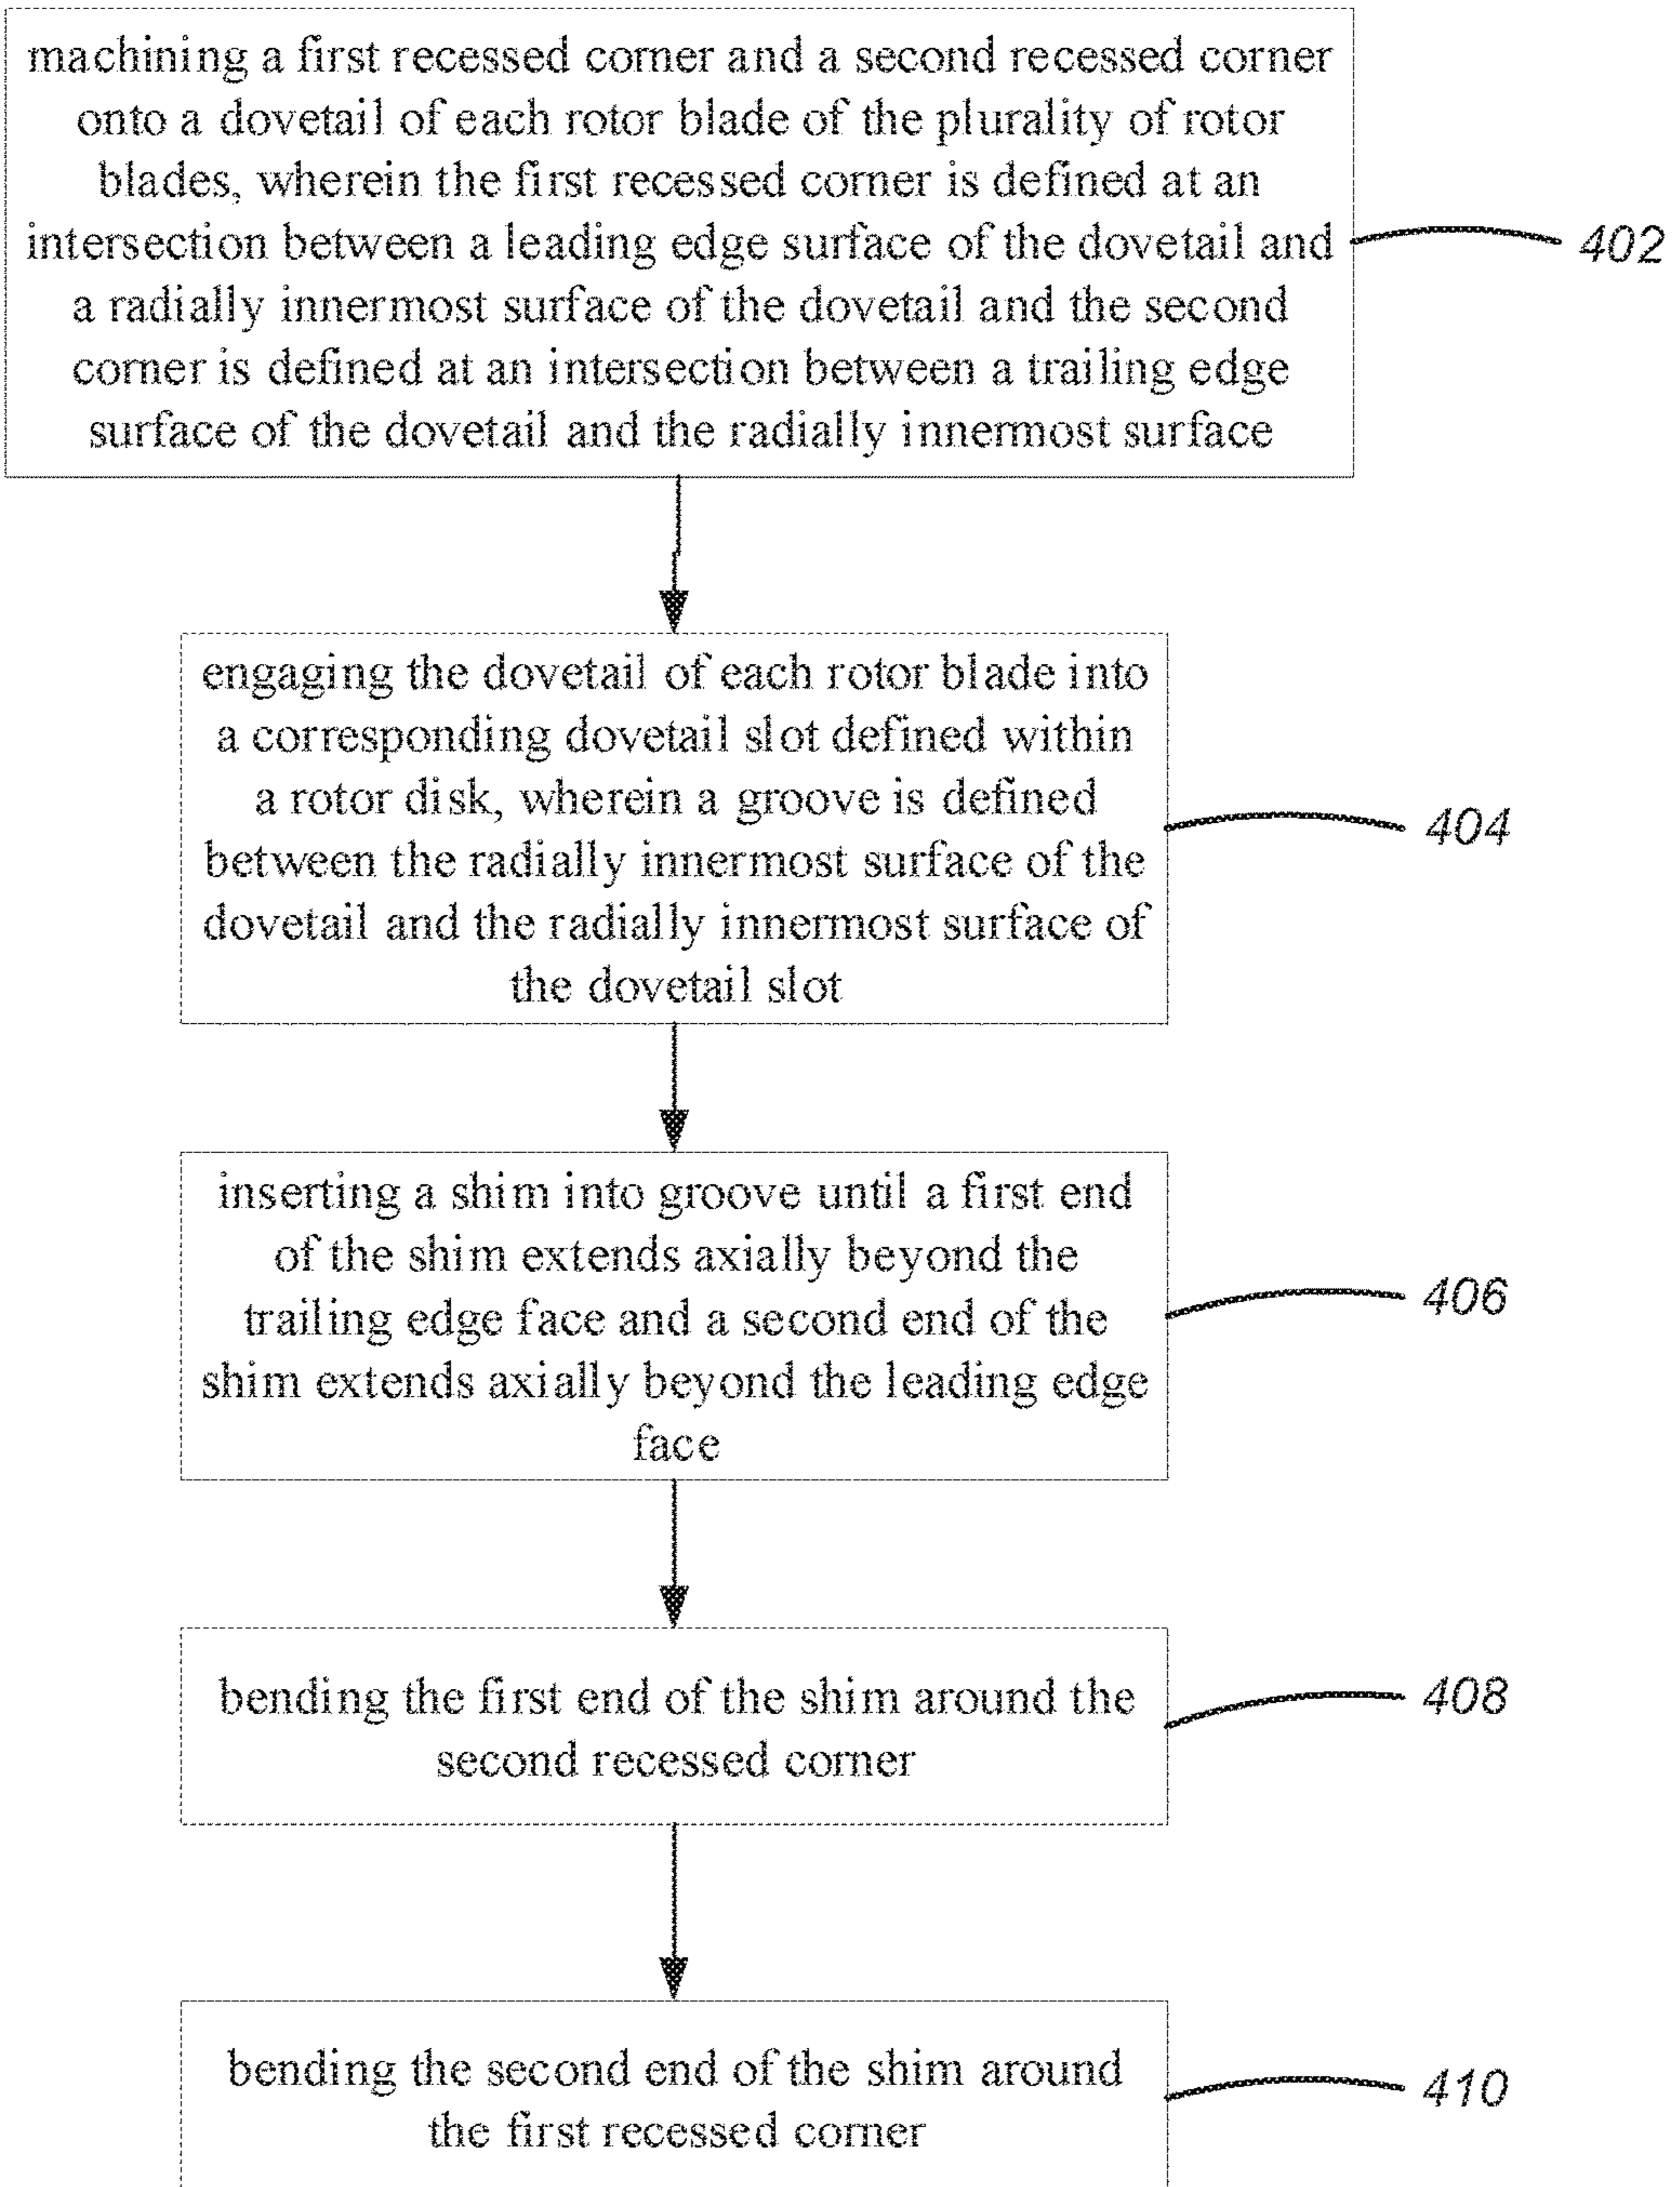 machining a first recessed corner and a second recessed corner
onto a dovetail of each rotor blade of the plurality of rotor
blades, wherein the first recessed corner is defined at an
intersection between a leading edge surface of the dovetail and
a radially innermost surface of the dovetail and the second
corner is defined at an intersection between a trailing edge
surface of the dovetail and the radially innermost surface
402
engaging the dovetail of each rotor blade into
a corresponding dovetail slot defined within
a rotor disk, wherein a groove is defined
between the radially innermost surface of the
dovetail and the radially innermost surface of
the dovetail slot
404
inserting a shim into groove until a first end
of the shim extends axially beyond the
trailing edge face and a second end of the
shim extends axially beyond the leading edge
face
406
bending the first end of the shim around the
second recessed corner
408
bending the second end of the shim around
the first recessed corner
410